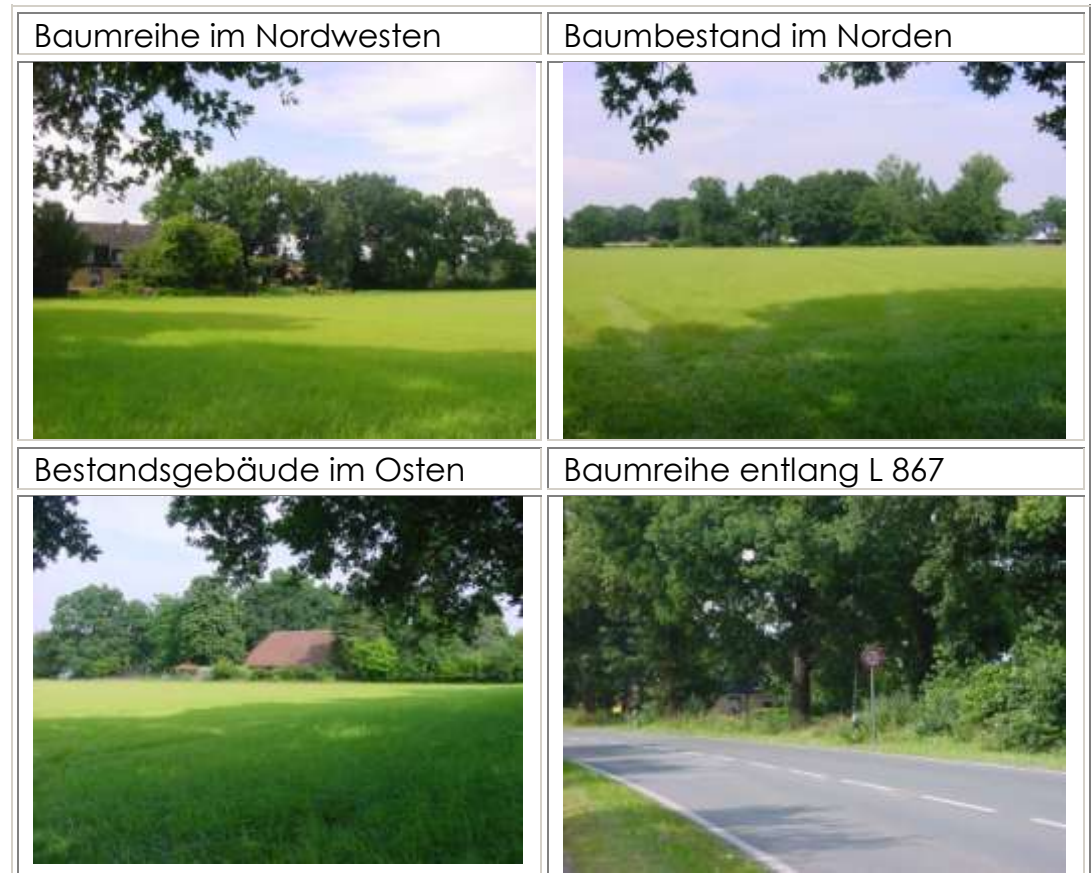 Baumreihe im Nordwesten
Baumbestand im Norden
Bestandsgebäude im Osten
Baumreihe entlang L 867